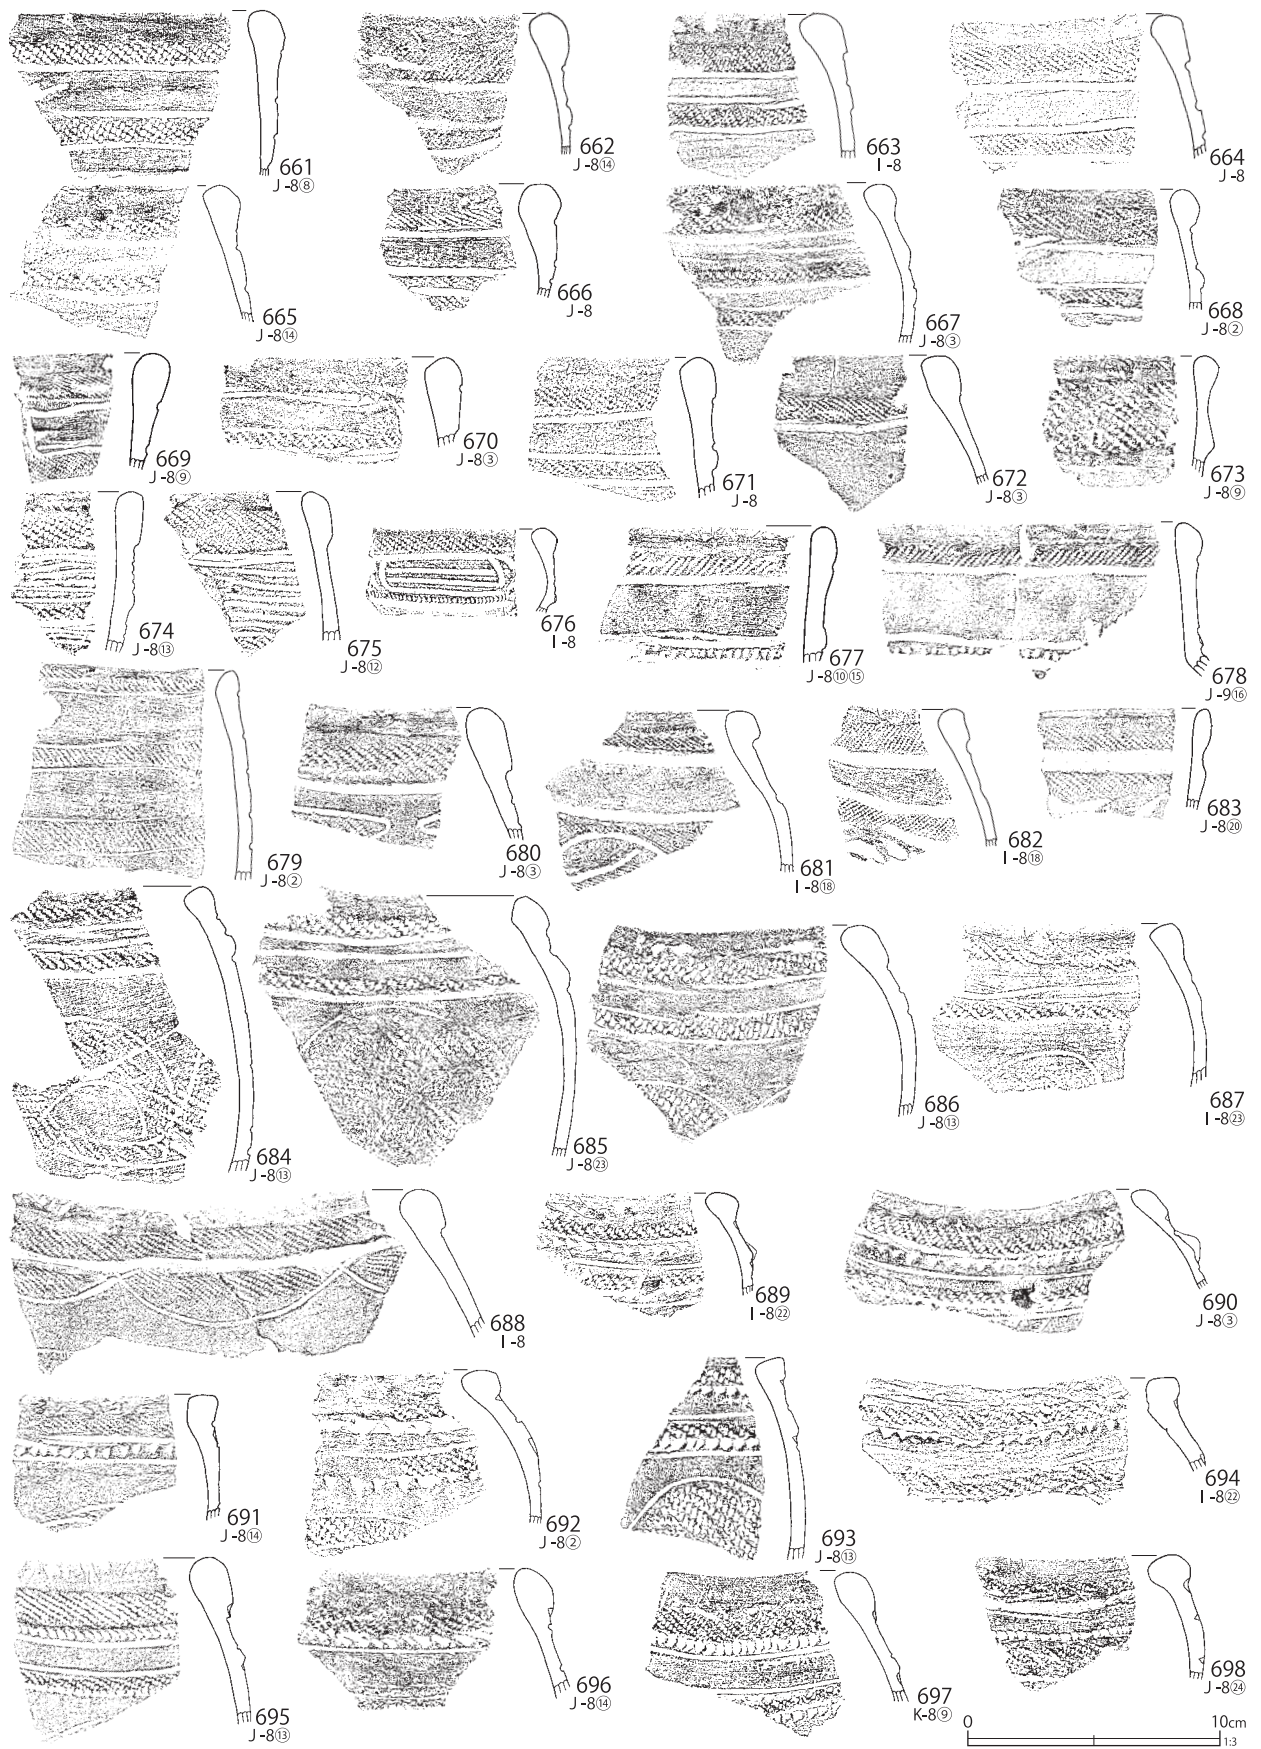 661
J-8⑧
662
J-8⑭
663
I-8
664
J-8
665
J-8⑭
666
J-8
667
J-8③
668
J-8②
669
J-8⑨
670
J-8③
671
J-8
672
J-8③
673
J-8⑨
674
J-8⑬
675
J-8⑫
676
I-8
677
J-8⑩⑮
678
J-9⑯
679
J-8②
680
J-8③
681
I-8⑱
682
I-8⑱
683
J-8⑳
684
J-8⑬
685
J-8㉓
686
J-8⑬
687
I-8㉓
688
I-8
689
I-8㉒
690
J-8③
691
J-8⑭
692
J-8②
693
J-8⑬
694
I-8㉒
695
J-8⑬
696
J-8⑭
697
K-8⑨
698
J-8㉔
0 10cm
1:3